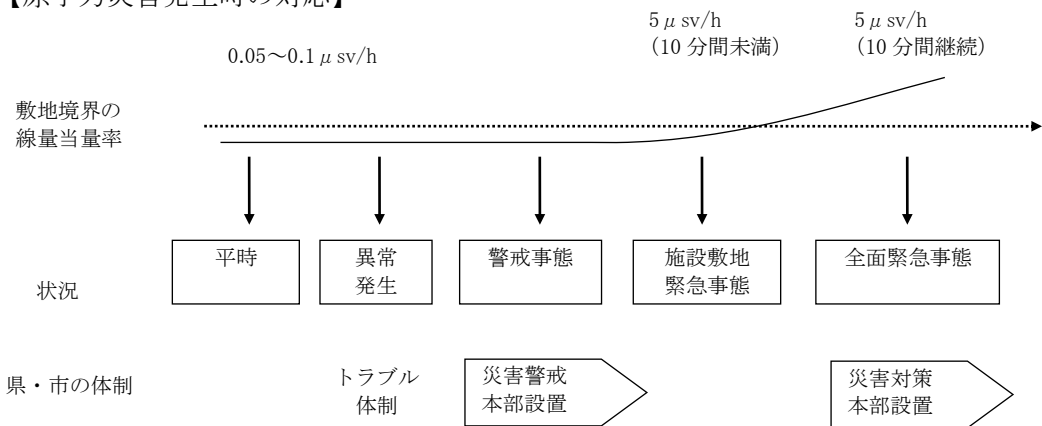 【原子力災害発生時の対応】
5μsv/h
(10 分間未満)
5μsv/h
(10 分間継続)
0.05～0.1μsv/h
敷地境界の
線量当量率
平時
異常
発生
警戒事態
施設敷地
緊急事態
全面緊急事態
状況
県・市の体制
トラブル
体制
災害警戒
本部設置
災害対策
本部設置